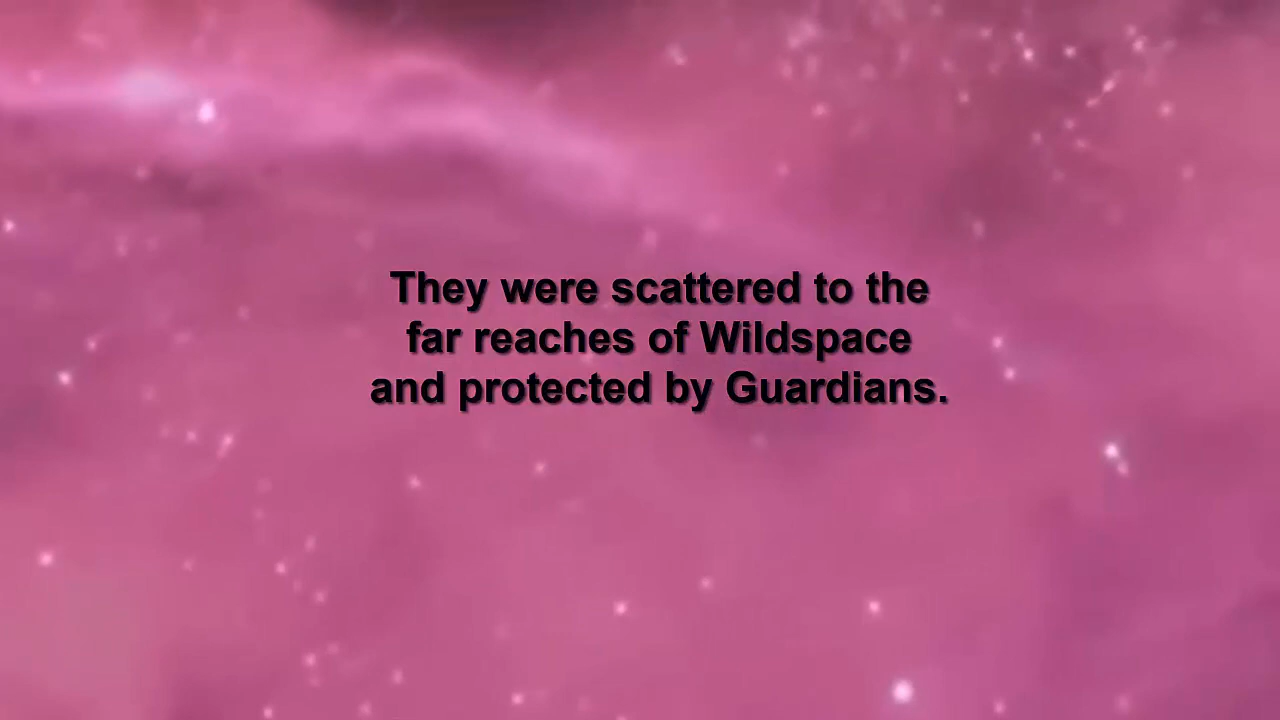 They were scattered to the
far reaches of Wildspace
and protected by Guardians.